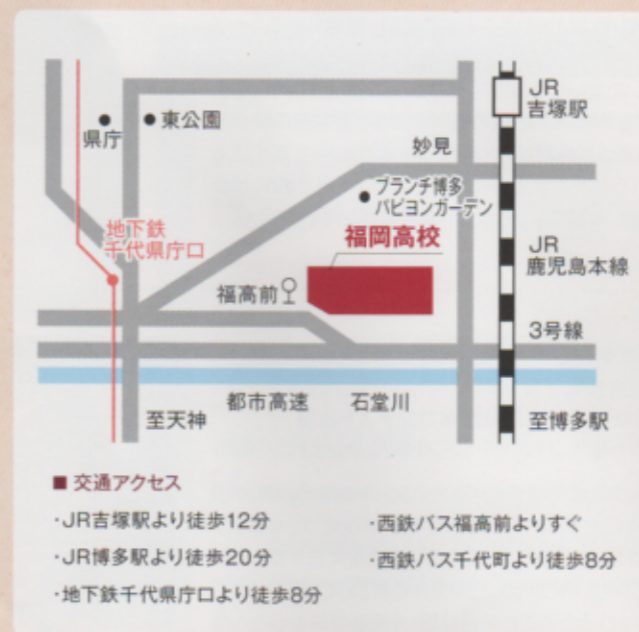 JR
吉塚駅
東公園
県庁
妙見
ブランチ博多
パピヨンガーデン
地下鉄
千代県庁口
福岡高校
JR
鹿児島本線
福高前
3号線
都市高速
石堂川
至天神
至博多駅
■ 交通アクセス
・JR吉塚駅より徒歩12分
・JR博多駅より徒歩20分
・地下鉄千代県庁口より徒歩8分
・西鉄バス福高前よりすぐ
・西鉄バス千代町より徒歩8分